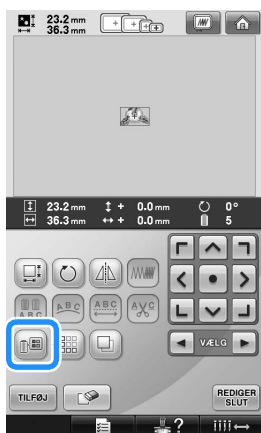 23.2 mm
36.3 mm
23.2 mm + 0.0 mm 0°
36.3 mm + 0.0 mm 5
ABC ABC ABC AVC
VÆLG
TILFØJ
REDIGER
SLUT
?